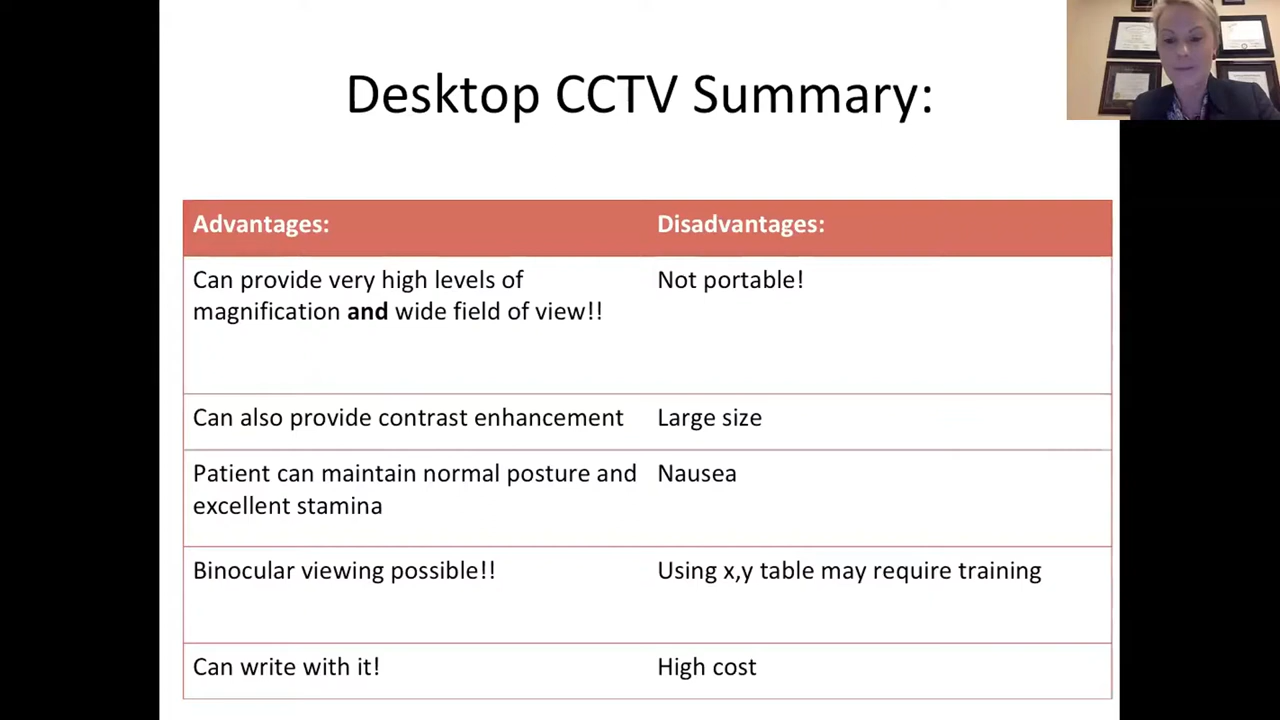 Desktop CCTV Summary:
Advantages:
Disadvantages:
Can provide very high levels of
magnification and wide field of view!!
Not portable!
Can also provide contrast enhancement
Large size
Patient can maintain normal posture and
excellent stamina
Nausea
Binocular viewing possible!!
Using x,y table may require training
Can write with it!
High cost